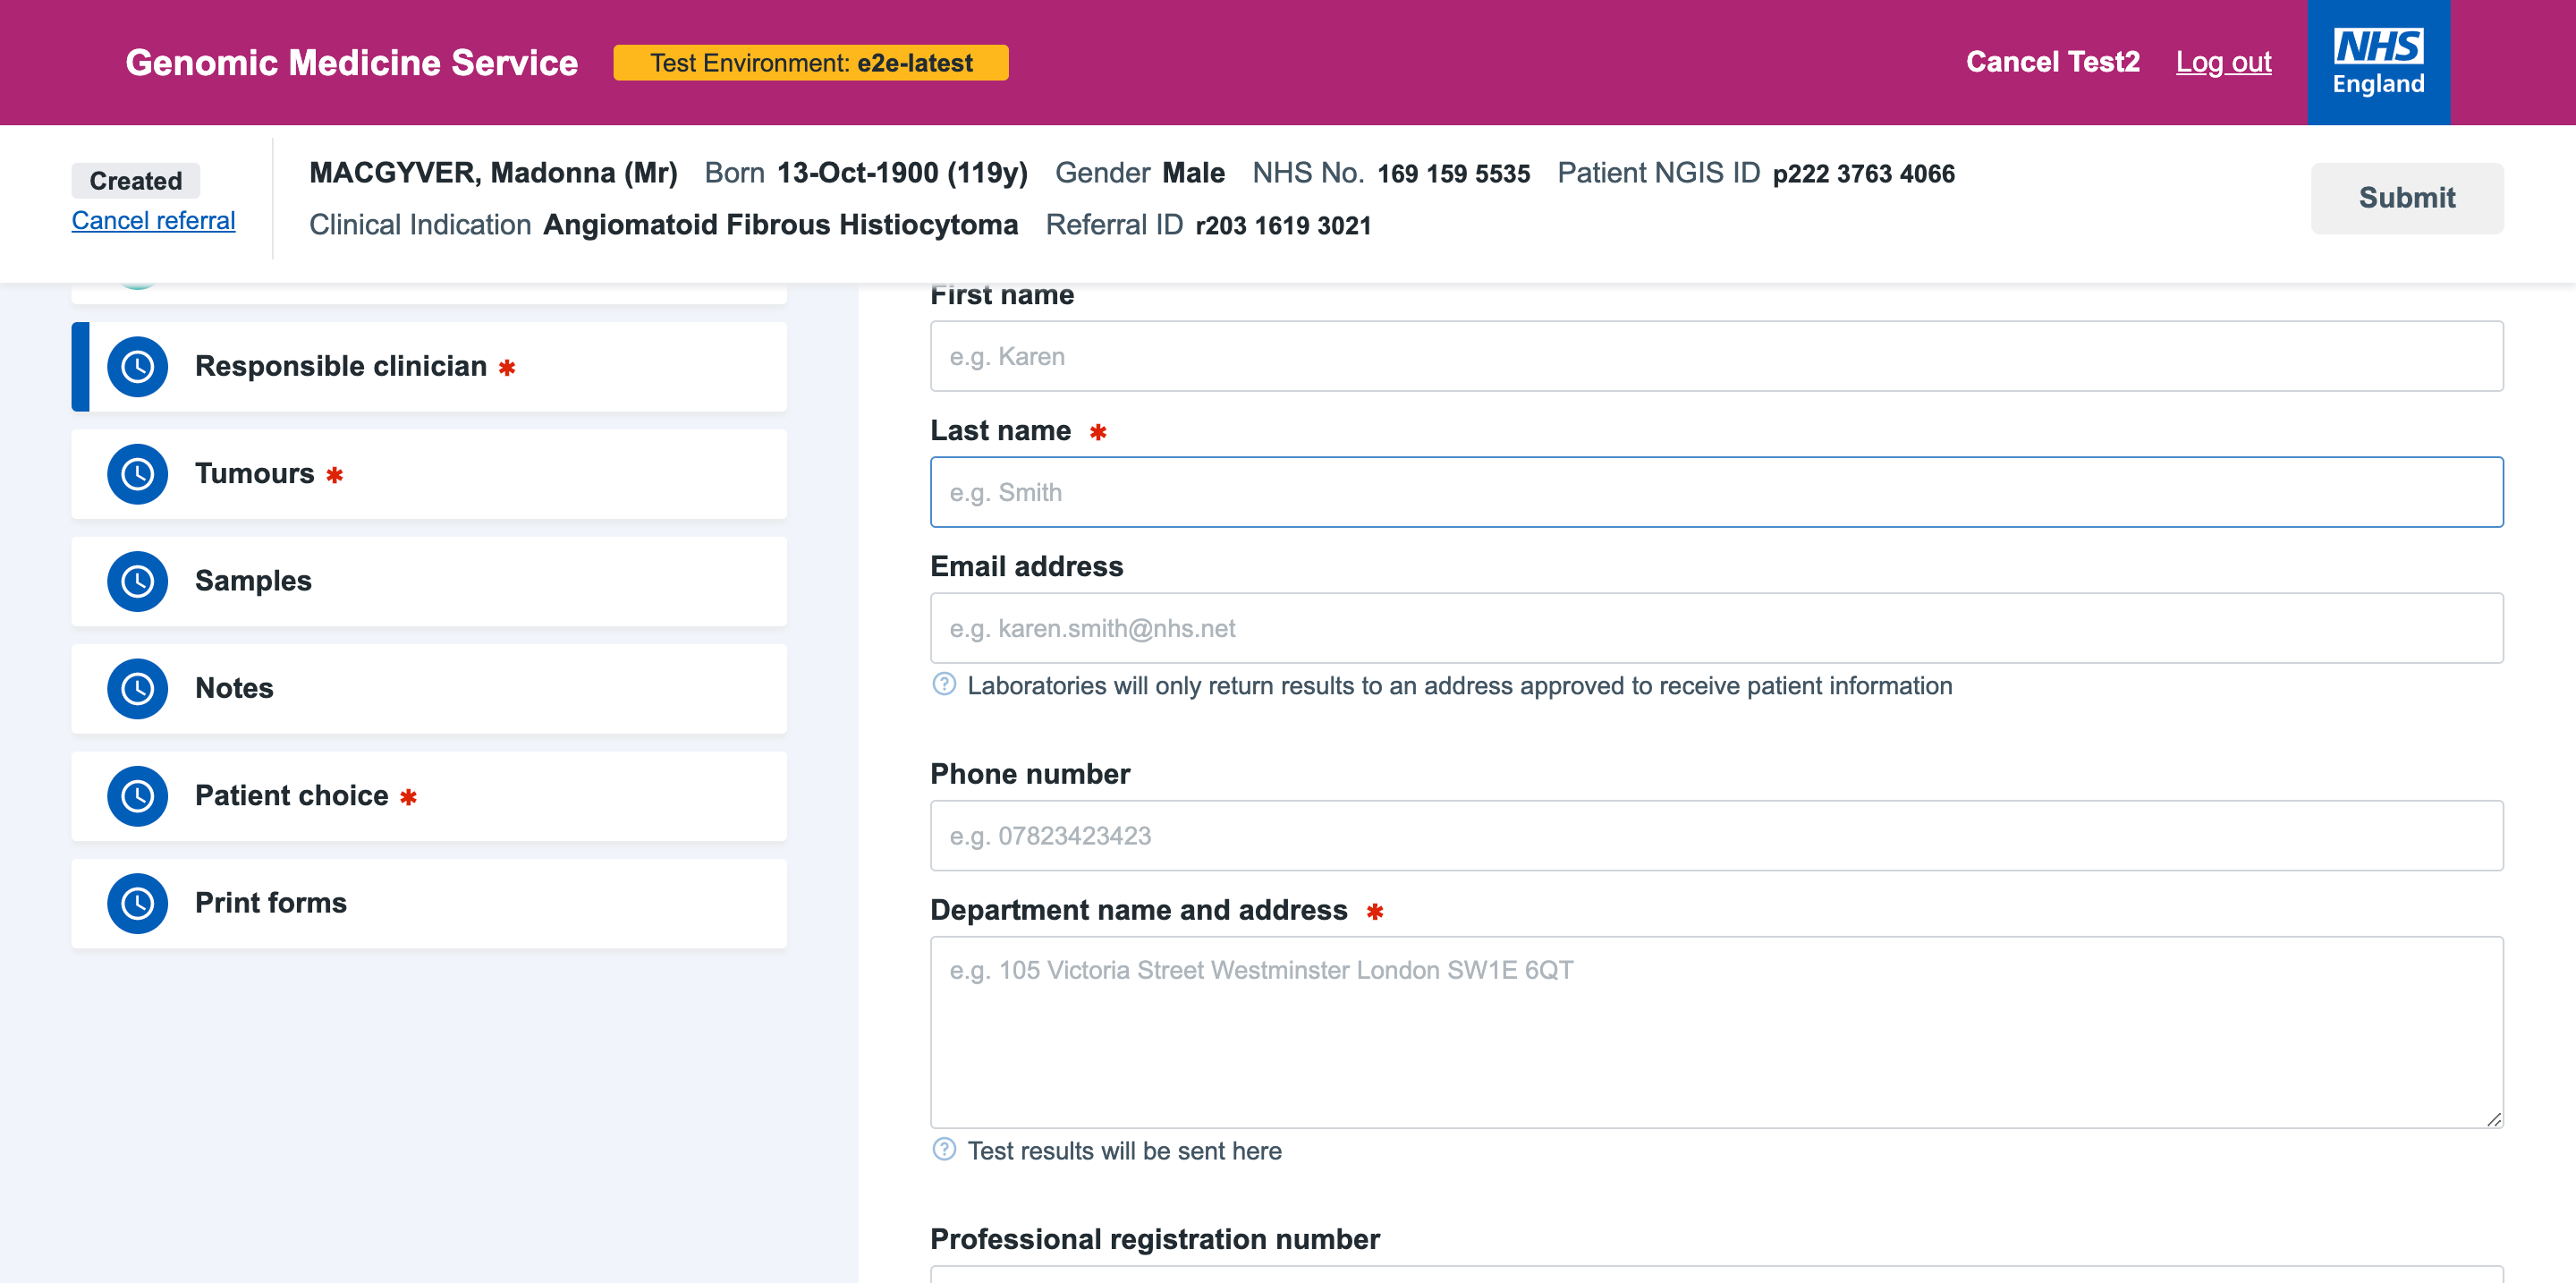 Genomic Medicine Service Test Environment: e2e-latest Cancel Test2 Log out NHS England
Created
Cancel referral
MACGYVER, Madonna (Mr) Born 13-Oct-1900 (119y) Gender Male NHS No. 169 159 5535 Patient NGIS ID p222 3763 4066
Clinical Indication Angiomatoid Fibrous Histiocytoma Referral ID r203 1619 3021
Submit
Responsible clinician *
Tumours *
Samples
Notes
Patient choice *
Print forms
First name
e.g. Karen
Last name *
e.g. Smith
Email address
e.g. karen.smith@nhs.net
Laboratories will only return results to an address approved to receive patient information
Phone number
e.g. 07823423423
Department name and address *
e.g. 105 Victoria Street Westminster London SW1E 6QT
Test results will be sent here
Professional registration number